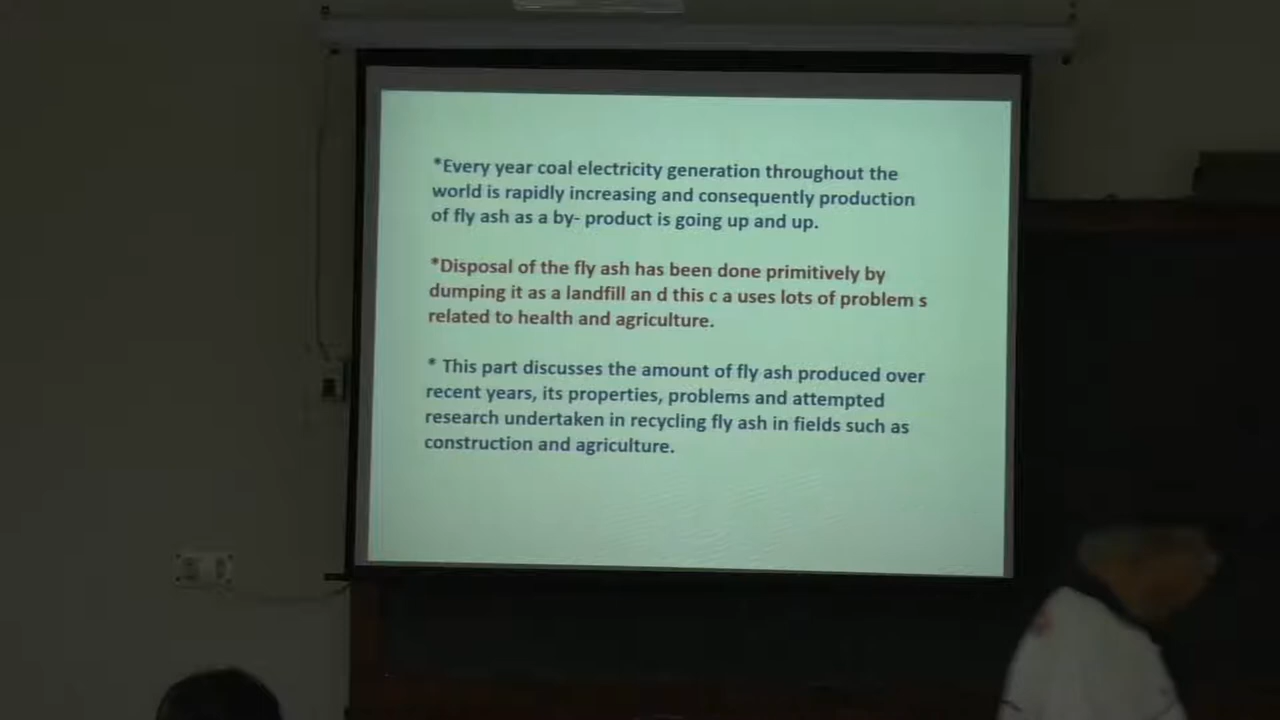 *Every year coal electricity generation throughout the
world is rapidly increasing and consequently production
of fly ash as a by- product is going up and up.
*Disposal of the fly ash has been done primitively by
dumping it as a landfill an d this c a uses lots of problem s
related to health and agriculture.
* This part discusses the amount of fly ash produced over
recent years, its properties, problems and attempted
research undertaken in recycling fly ash in fields such as
construction and agriculture.